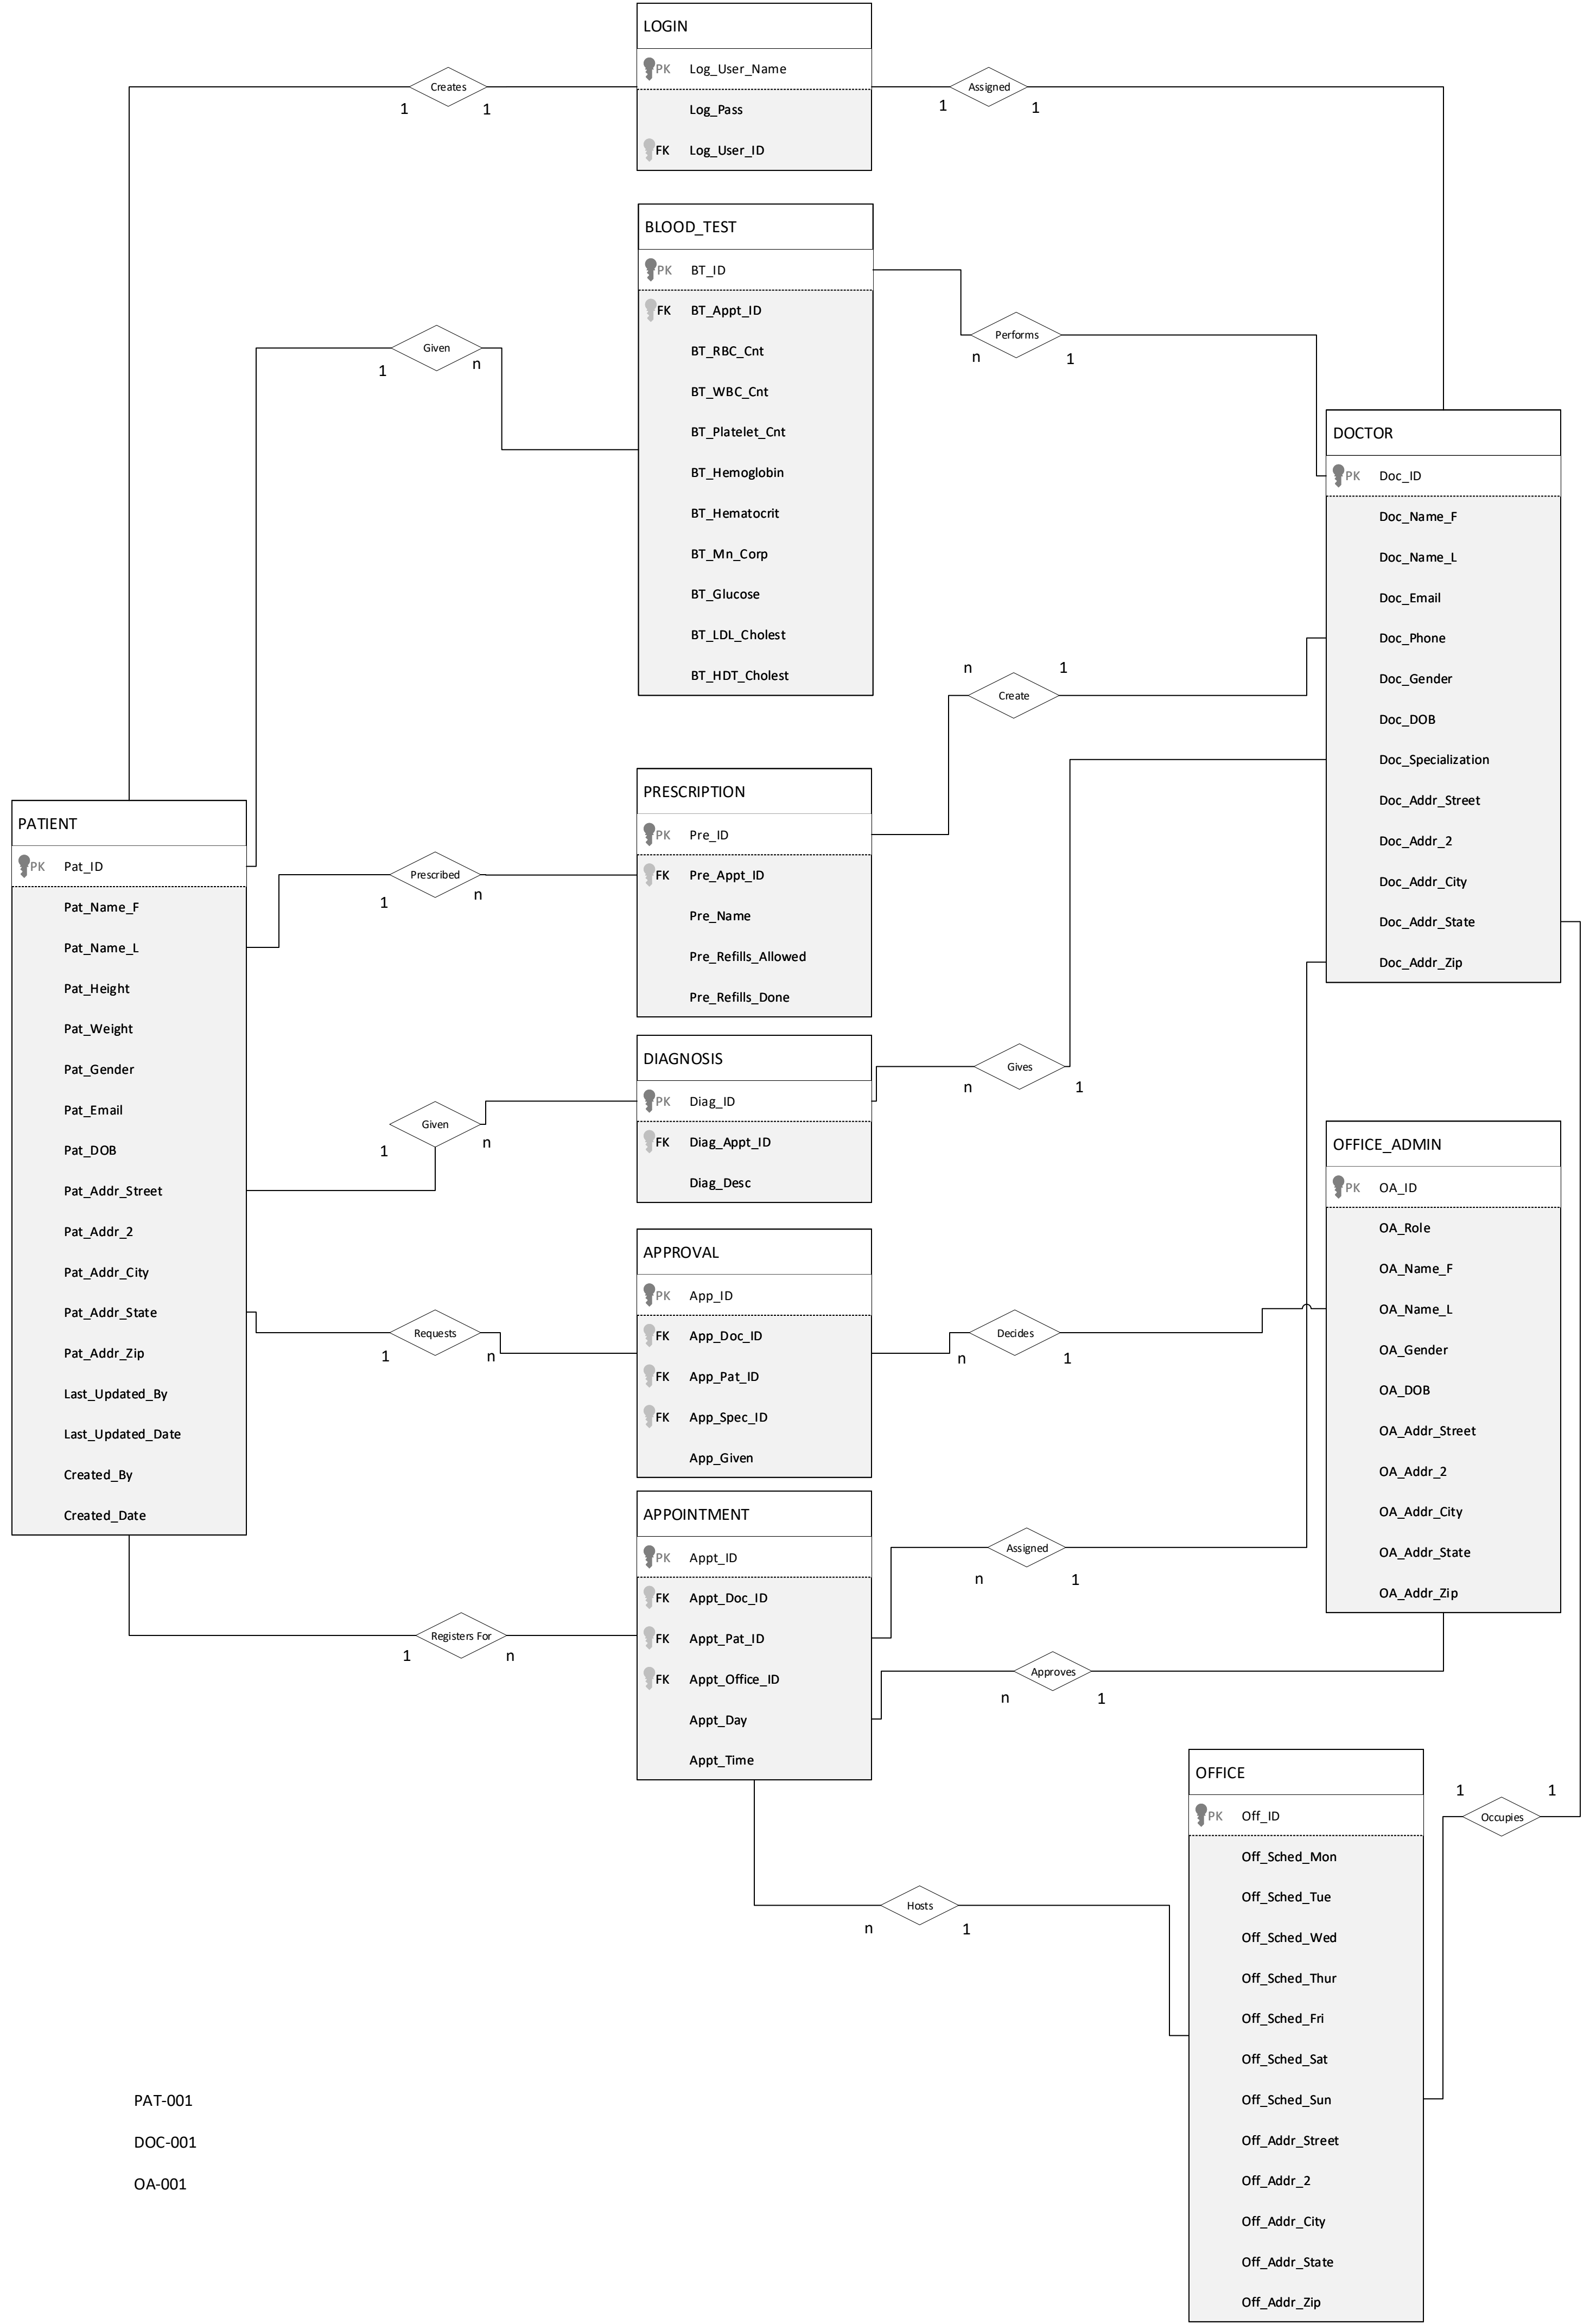 LOGIN
PK Log_User_Name
Log_Pass
FK Log_User_ID
Creates
1 1
Assigned
1 1
BLOOD_TEST
PK BT_ID
FK BT_Appt_ID
BT_RBC_Cnt
BT_WBC_Cnt
BT_Platelet_Cnt
BT_Hemoglobin
BT_Hematocrit
BT_Mn_Corp
BT_Glucose
BT_LDL_Cholest
BT_HDT_Cholest
Given
1 n
Performs
n 1
DOCTOR
PK Doc_ID
Doc_Name_F
Doc_Name_L
Doc_Email
Doc_Phone
Doc_Gender
Doc_DOB
Doc_Specialization
Doc_Addr_Street
Doc_Addr_2
Doc_Addr_City
Doc_Addr_State
Doc_Addr_Zip
n 1
Create
PRESCRIPTION
PK Pre_ID
FK Pre_Appt_ID
Pre_Name
Pre_Refills_Allowed
Pre_Refills_Done
PATIENT
PK Pat_ID
Pat_Name_F
Pat_Name_L
Pat_Height
Pat_Weight
Pat_Gender
Pat_Email
Pat_DOB
Pat_Addr_Street
Pat_Addr_2
Pat_Addr_City
Pat_Addr_State
Pat_Addr_Zip
Last_Updated_By
Last_Updated_Date
Created_By
Created_Date
Prescribed
1 n
DIAGNOSIS
PK Diag_ID
FK Diag_Appt_ID
Diag_Desc
Given
1 n
Gives
n 1
OFFICE_ADMIN
PK OA_ID
OA_Role
OA_Name_F
OA_Name_L
OA_Gender
OA_DOB
OA_Addr_Street
OA_Addr_2
OA_Addr_City
OA_Addr_State
OA_Addr_Zip
APPROVAL
PK App_ID
FK App_Doc_ID
FK App_Pat_ID
FK App_Spec_ID
App_Given
Requests
1 n
Decides
n 1
APPOINTMENT
PK Appt_ID
FK Appt_Doc_ID
FK Appt_Pat_ID
FK Appt_Office_ID
Appt_Day
Appt_Time
Assigned
n 1
Registers For
1 n
Approves
n 1
OFFICE
PK Off_ID
Off_Sched_Mon
Off_Sched_Tue
Off_Sched_Wed
Off_Sched_Thur
Off_Sched_Fri
Off_Sched_Sat
Off_Sched_Sun
Off_Addr_Street
Off_Addr_2
Off_Addr_City
Off_Addr_State
Off_Addr_Zip
1 1
Occupies
Hosts
n 1
PAT-001
DOC-001
OA-001